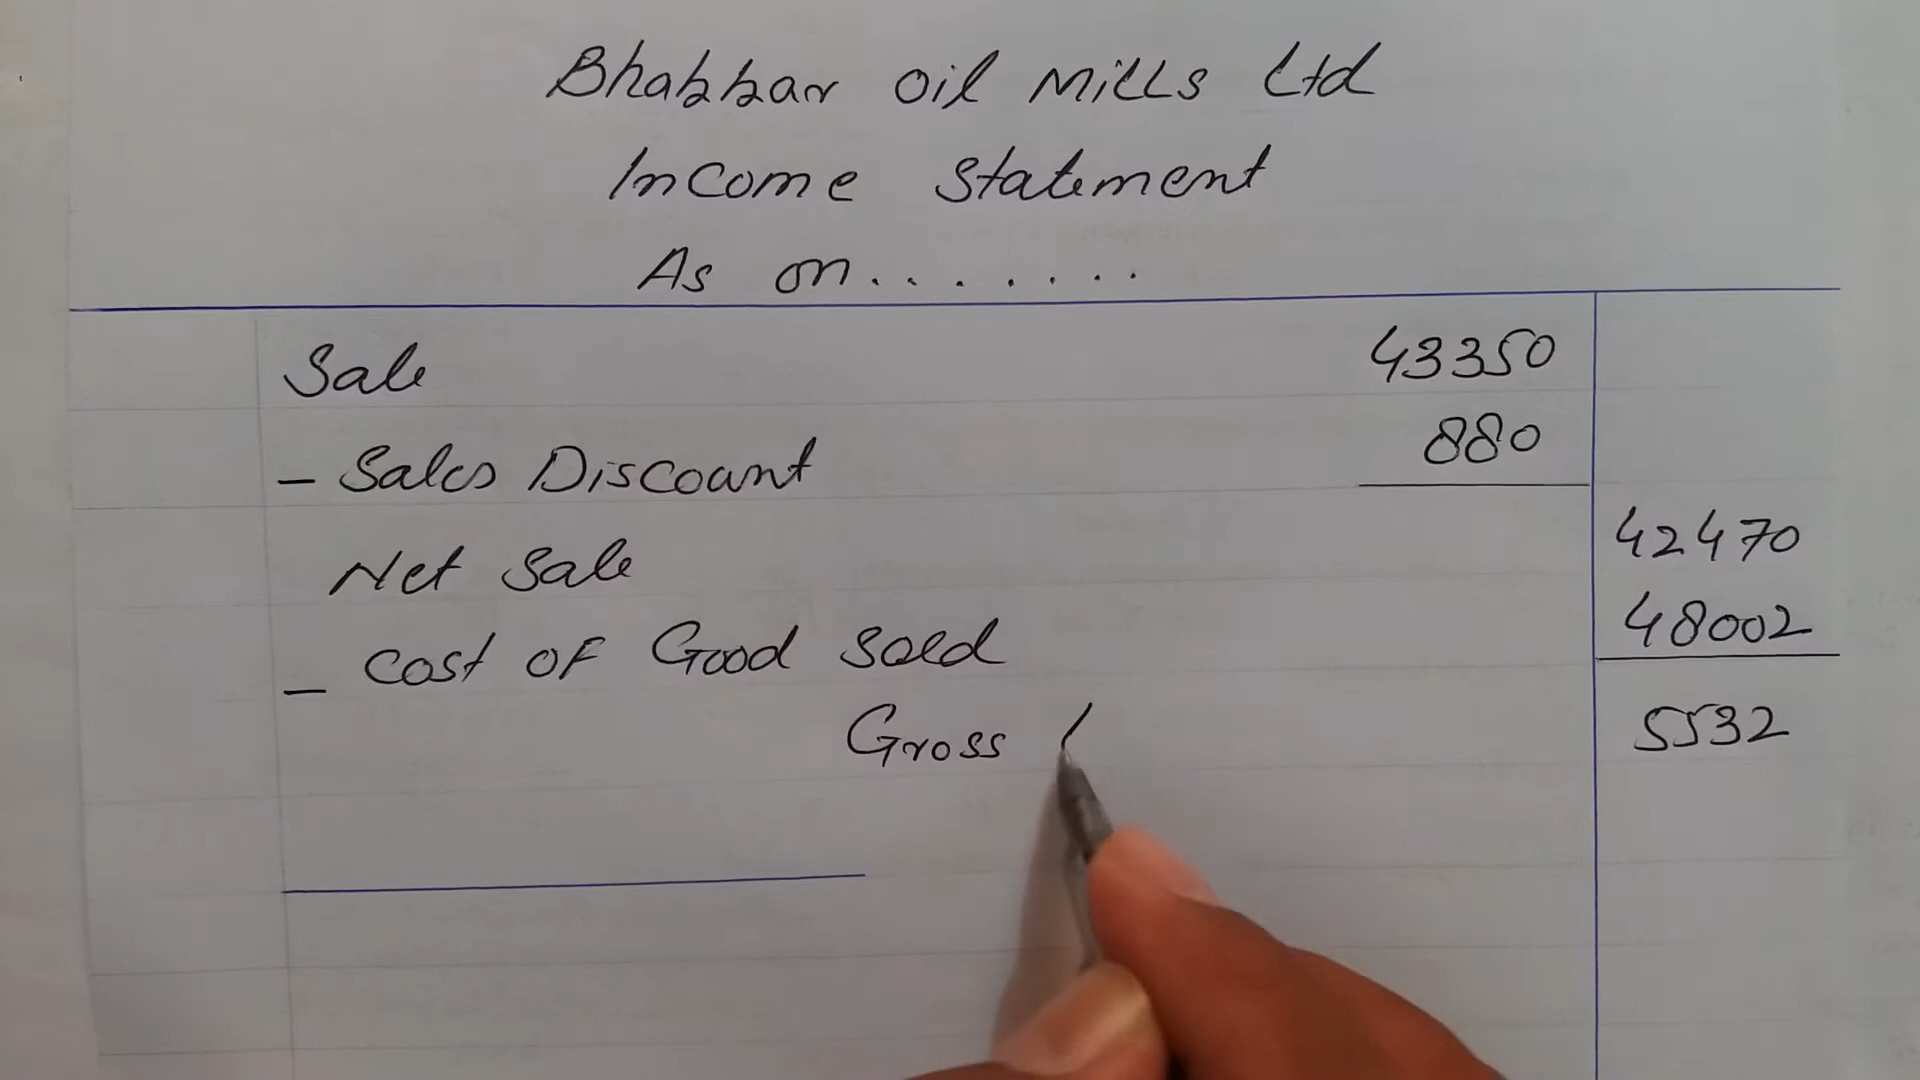 Bhakkar Oil Mills Ltd
Income Statement
As on........
Sale 43350
- Sales Discount 880
Net Sale 42470
- Cost of Good Sold 48002
Gross 5532